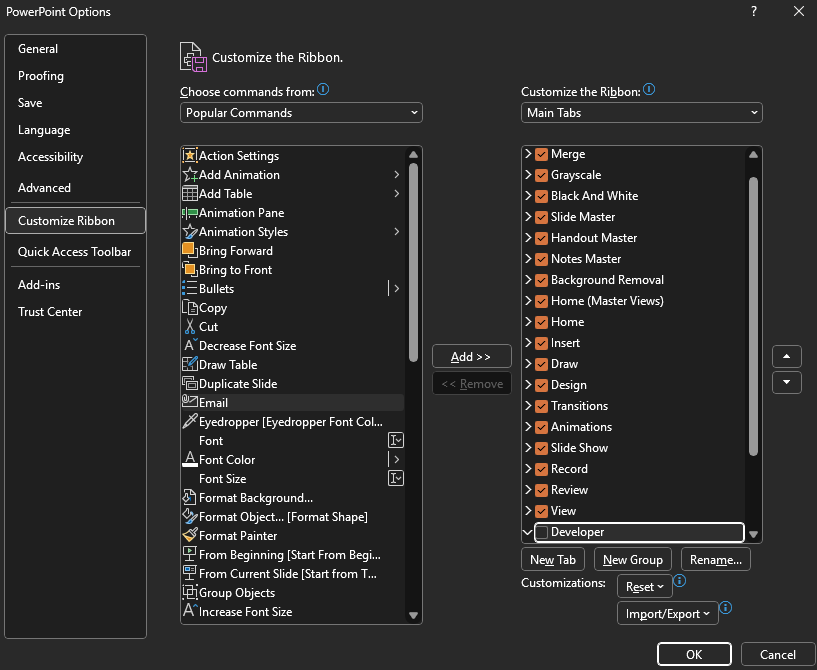 PowerPoint Options
?
General
Proofing
Save
Language
Accessibility
Advanced
Customize Ribbon
Quick Access Toolbar
Add-ins
Trust Center
Customize the Ribbon.
Choose commands from:
Popular Commands
Action Settings
Add Animation
Add Table
Animation Pane
Animation Styles
Bring Forward
Bring to Front
Bullets
Copy
Cut
Decrease Font Size
Draw Table
Duplicate Slide
Email
Eyedropper [Eyedropper Font Col...
Font
Font Color
Font Size
Format Background...
Format Object... [Format Shape]
Format Painter
From Beginning [Start From Begi...
From Current Slide [Start from T...
Group Objects
Increase Font Size
Add >>
<< Remove
Customize the Ribbon:
Main Tabs
Merge
Grayscale
Black And White
Slide Master
Handout Master
Notes Master
Background Removal
Home (Master Views)
Home
Insert
Draw
Design
Transitions
Animations
Slide Show
Record
Review
View
Developer
New Tab
New Group
Rename...
Customizations:
Reset
Import/Export
OK
Cancel